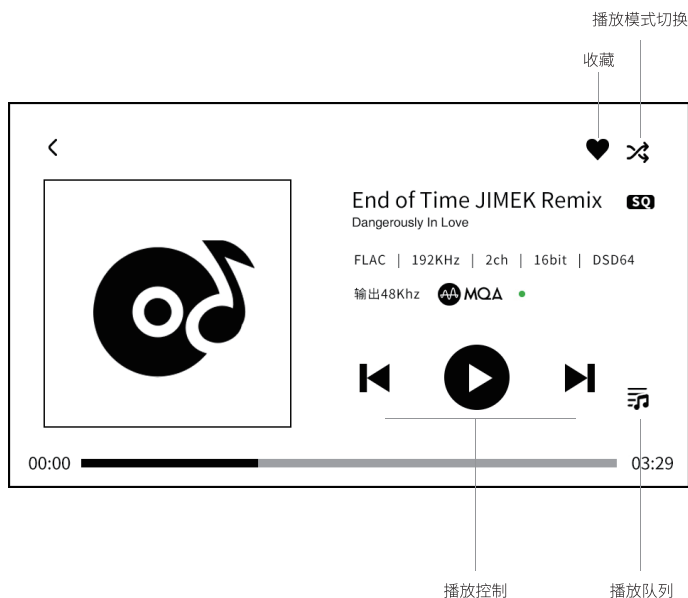 播放模式切换
收藏
End of Time JIMEK Remix
SQ
Dangerously In Love
FLAC | 192KHz | 2ch | 16bit | DSD64
输出48Khz MQA
00:00
03:29
播放控制
播放队列